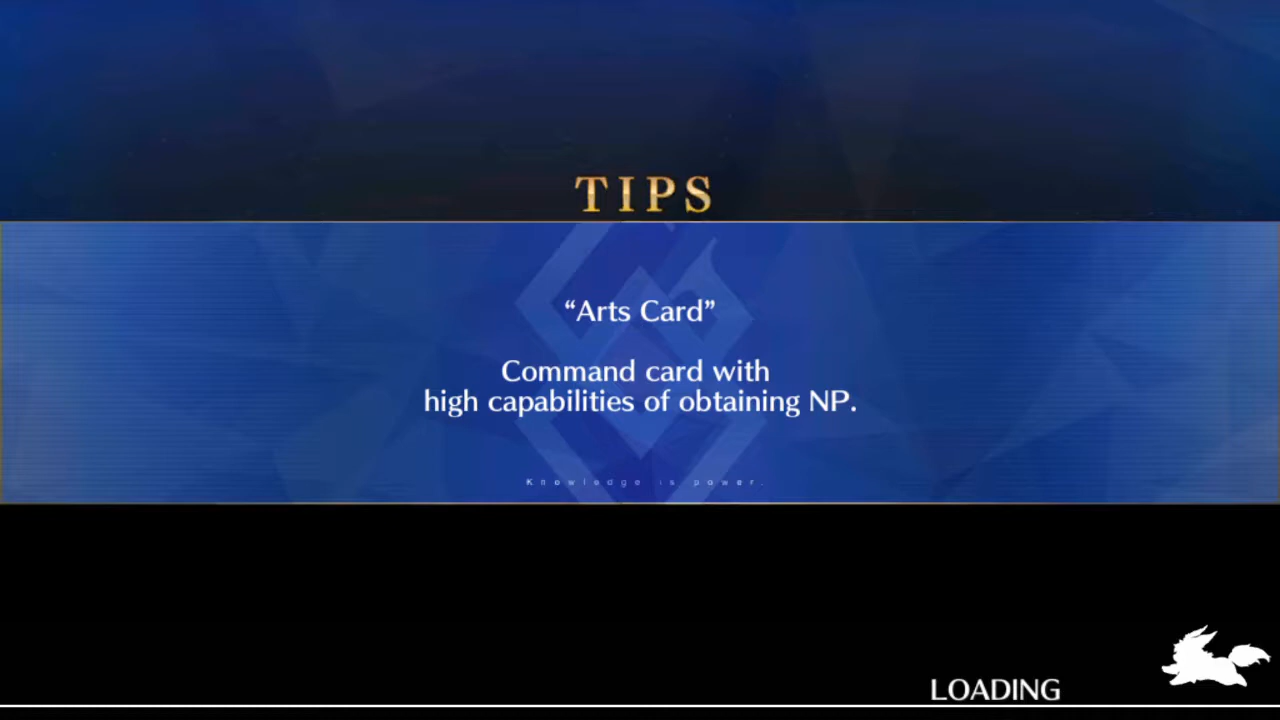 TIPS
“Arts Card”
Command card with
high capabilities of obtaining NP.
Knowledge is power.
LOADING